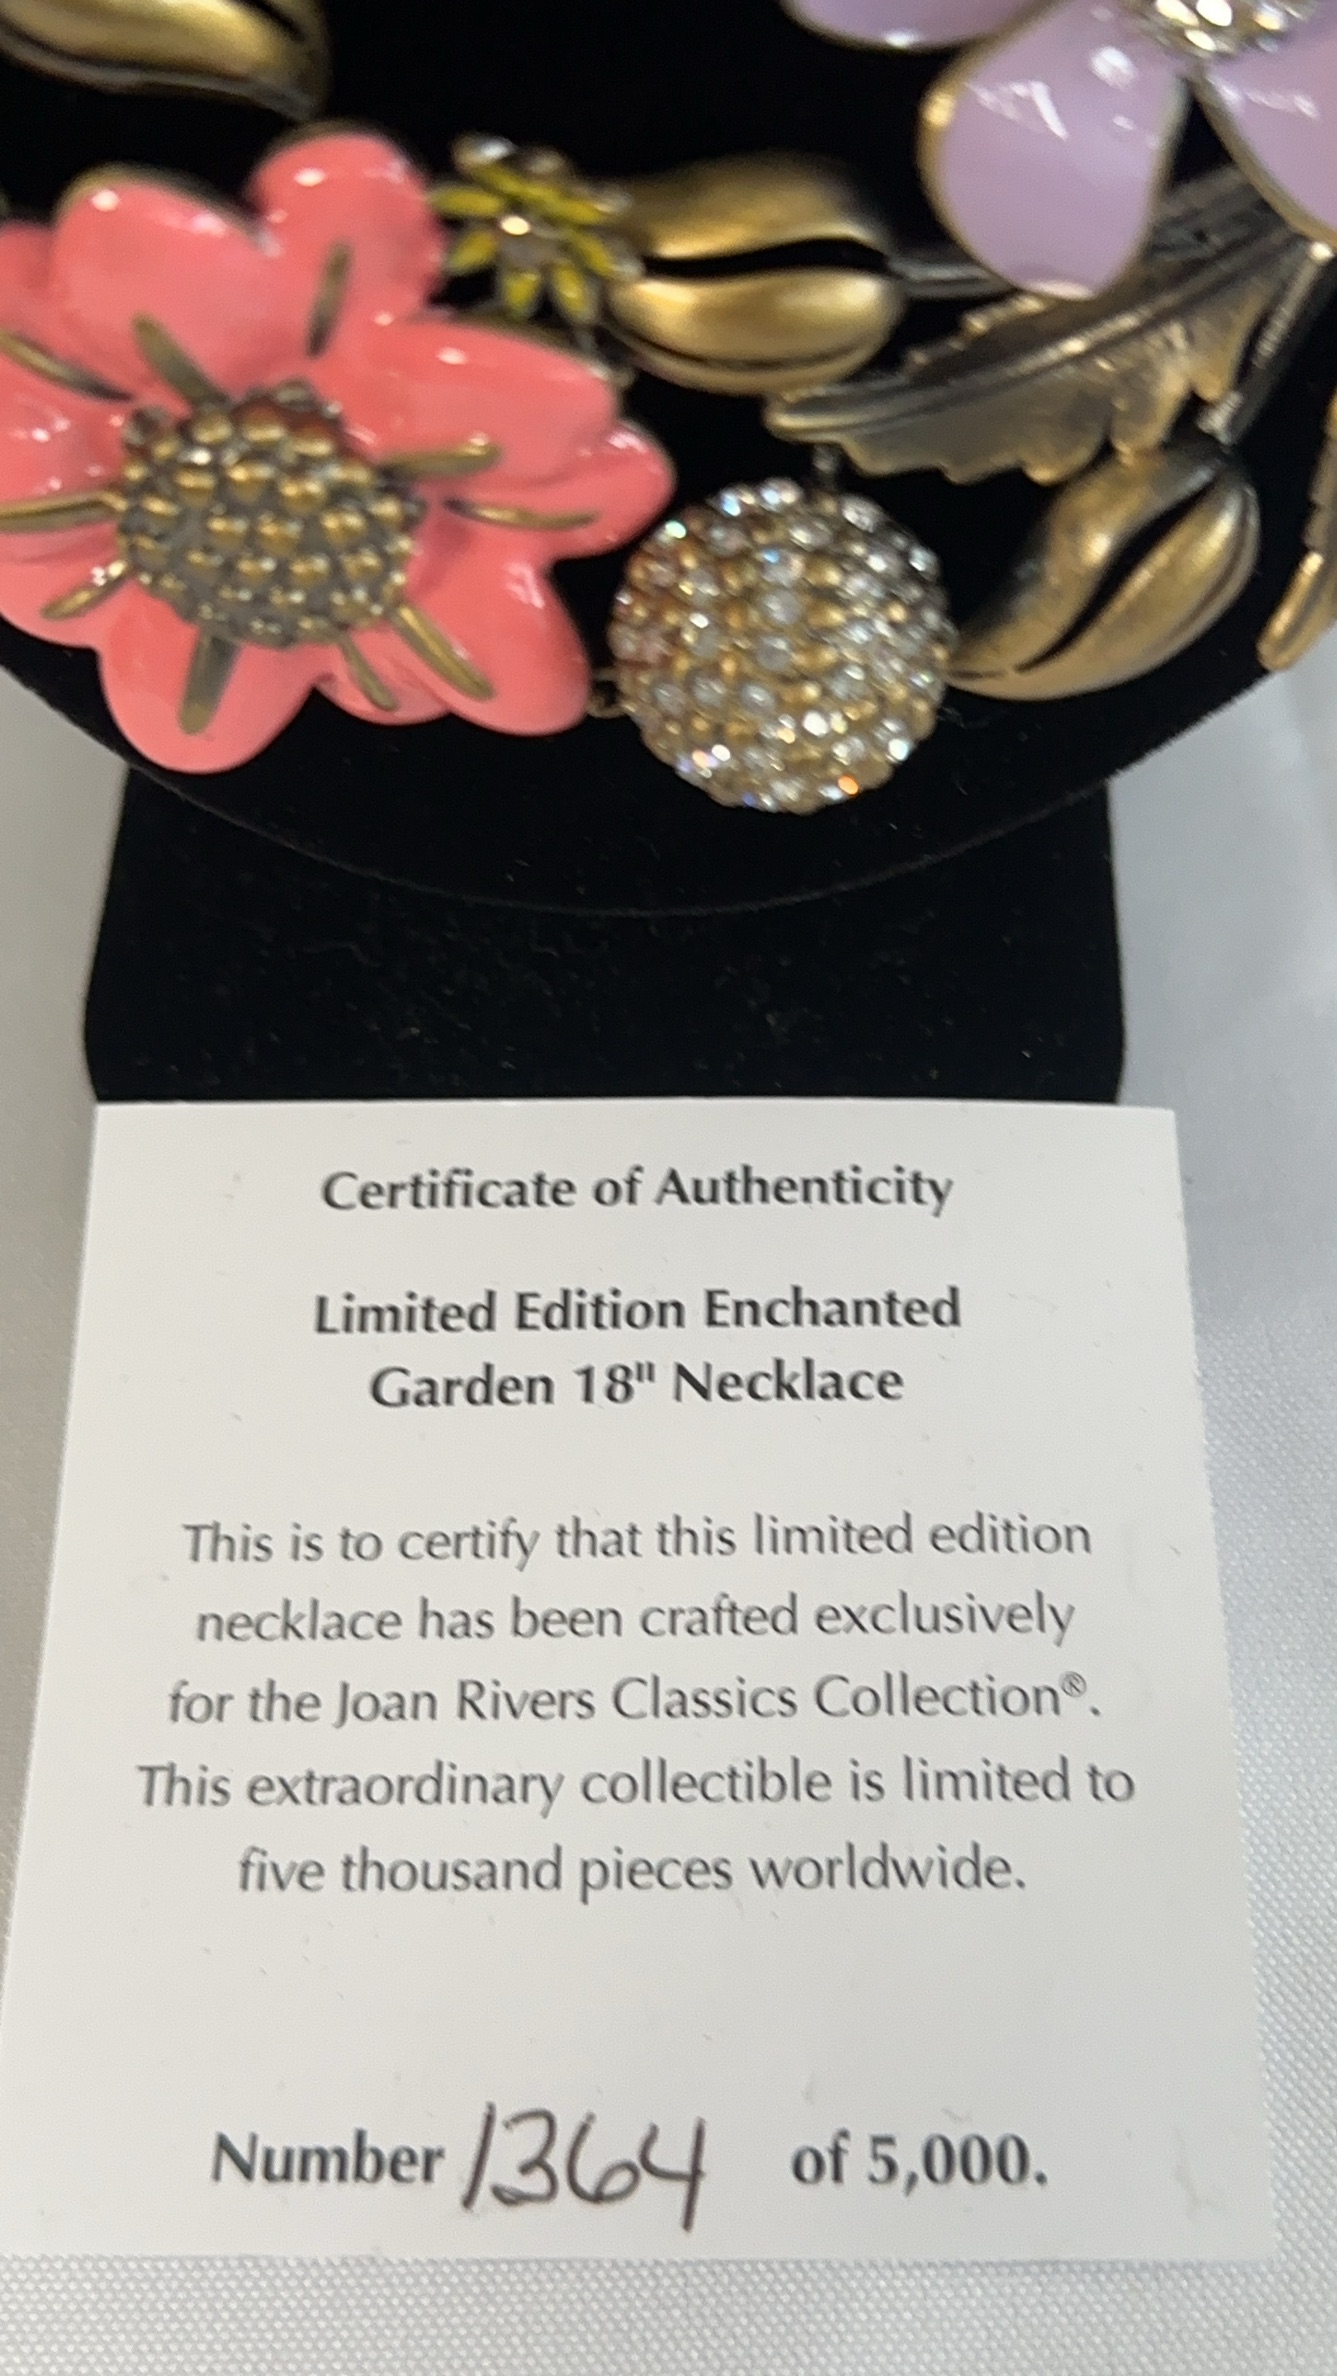 Certificate of Authenticity
Limited Edition Enchanted
Garden 18" Necklace
This is to certify that this limited edition
necklace has been crafted exclusively
for the Joan Rivers Classics Collection®.
This extraordinary collectible is limited to
five thousand pieces worldwide.
Number 1364 of 5,000.